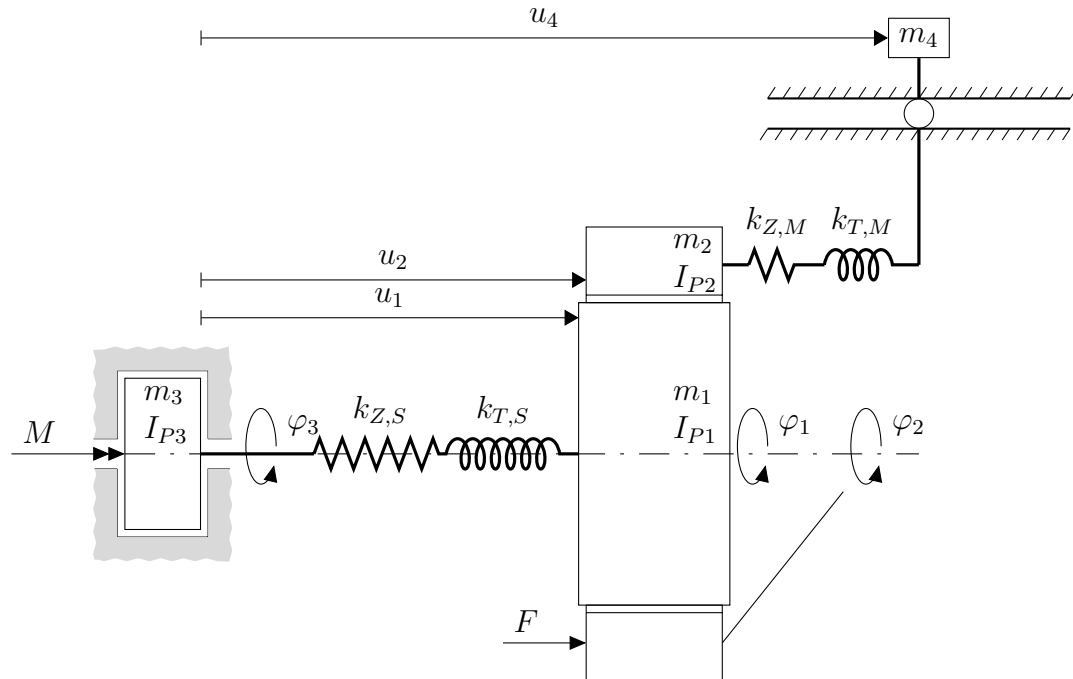 u_4
m_4
k_{Z,M} k_{T,M}
m_2
I_{P2}
u_2
u_1
m_3
I_{P3}
M
φ_3
k_{Z,S} k_{T,S}
m_1
I_{P1}
φ_1
φ_2
F